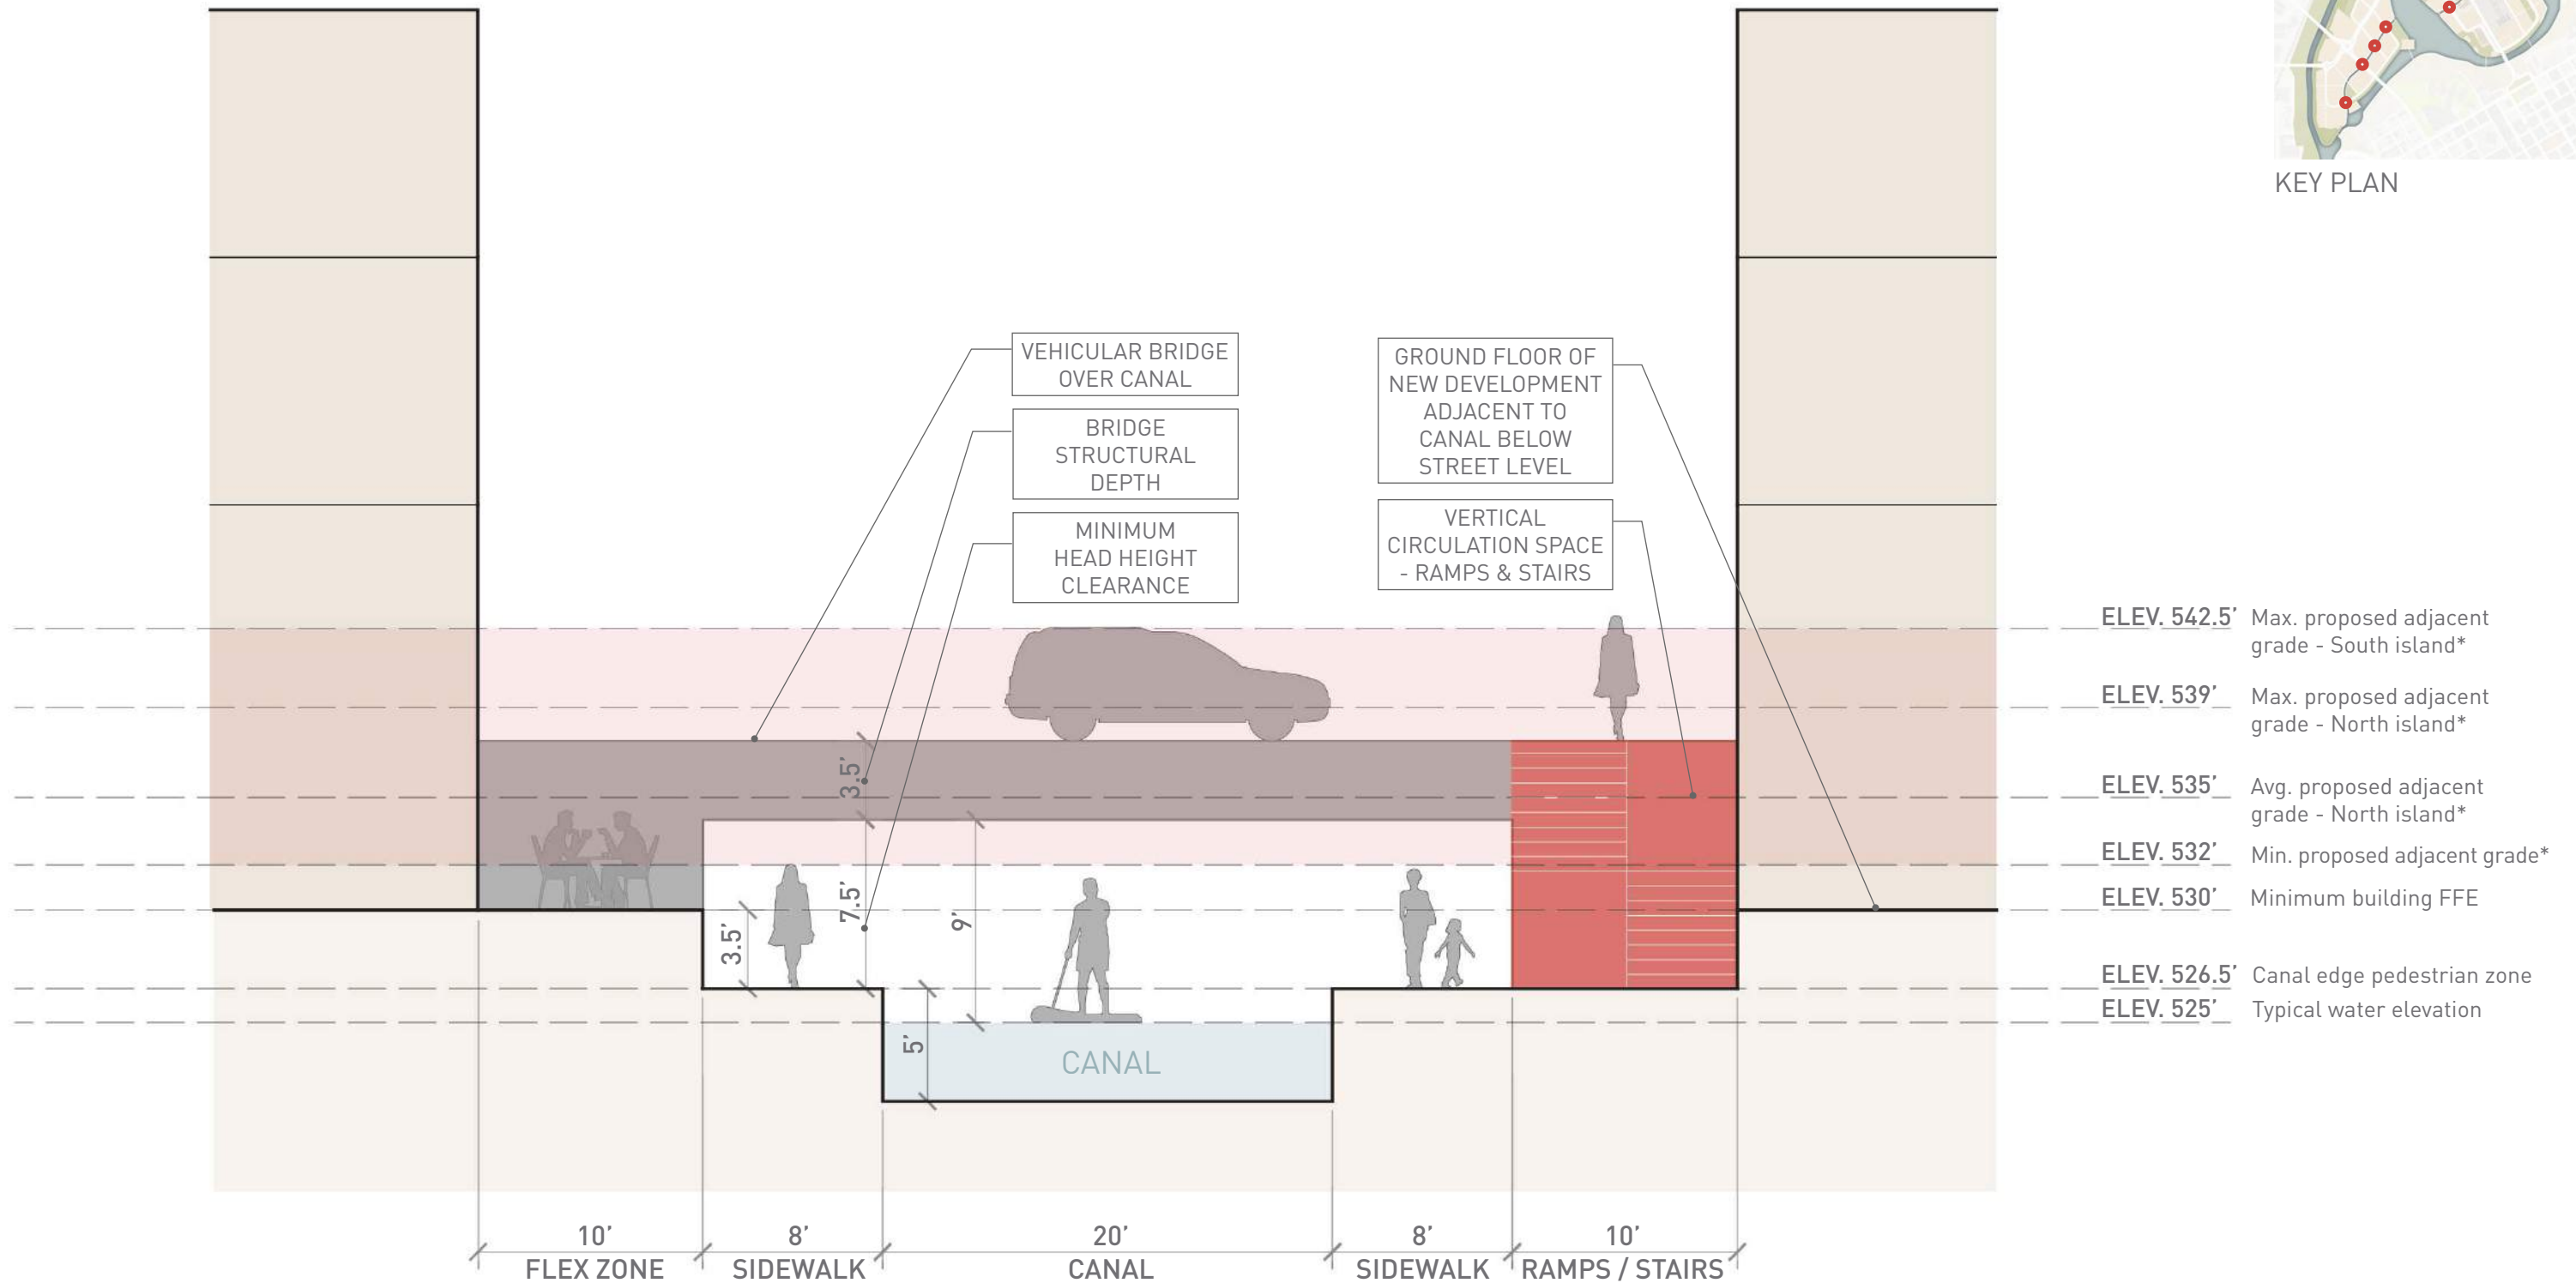 KEY PLAN
VEHICULAR BRIDGE
OVER CANAL
BRIDGE
STRUCTURAL
DEPTH
MINIMUM
HEAD HEIGHT
CLEARANCE
GROUND FLOOR OF
NEW DEVELOPMENT
ADJACENT TO
CANAL BELOW
STREET LEVEL
VERTICAL
CIRCULATION SPACE
- RAMPS & STAIRS
ELEV. 542.5’ Max. proposed adjacent
grade - South island*
ELEV. 539’ Max. proposed adjacent
grade - North island*
ELEV. 535’ Avg. proposed adjacent
grade - North island*
ELEV. 532’ Min. proposed adjacent grade*
ELEV. 530’ Minimum building FFE
ELEV. 526.5’ Canal edge pedestrian zone
ELEV. 525’ Typical water elevation
3.5’
7.5’
9’
3.5’
5’
CANAL
10’
FLEX ZONE
8’
SIDEWALK
20’
CANAL
8’
SIDEWALK
10’
RAMPS / STAIRS